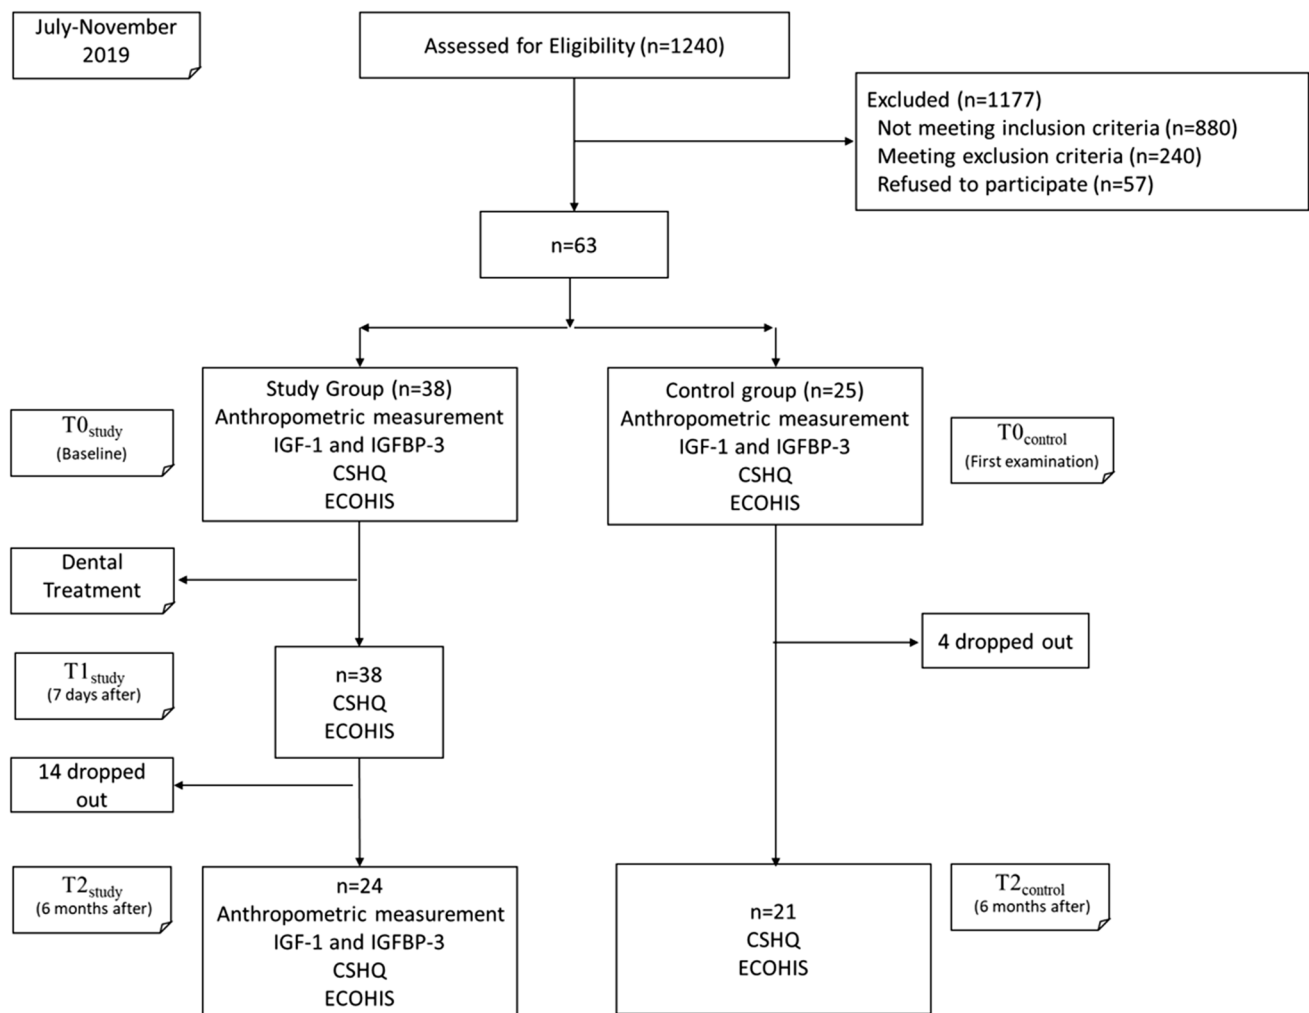 July-November
2019
Assessed for Eligibility (n=1240)
Excluded (n=1177)
Not meeting inclusion criteria (n=880)
Meeting exclusion criteria (n=240)
Refused to participate (n=57)
n=63
Study Group (n=38)
Anthropometric measurement
IGF-1 and IGFBP-3
CSHQ
ECOHIS
Control group (n=25)
Anthropometric measurement
IGF-1 and IGFBP-3
CSHQ
ECOHIS
T0study
(Baseline)
T0control
(First examination)
Dental
Treatment
4 dropped out
T1study
(7 days after)
n=38
CSHQ
ECOHIS
14 dropped
out
T2study
(6 months after)
n=24
Anthropometric measurement
IGF-1 and IGFBP-3
CSHQ
ECOHIS
n=21
CSHQ
ECOHIS
T2control
(6 months after)